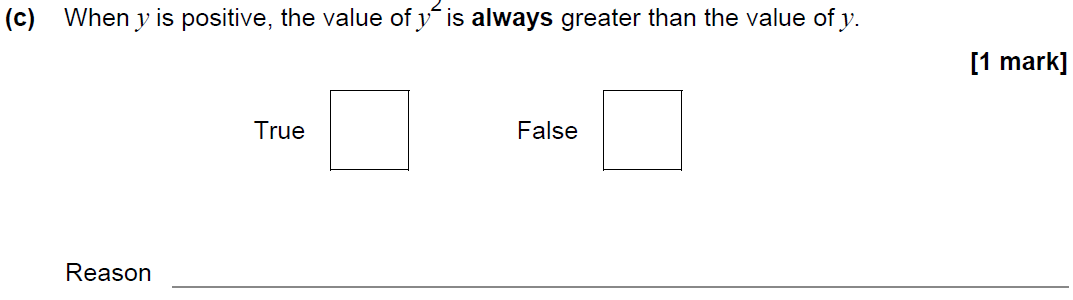 (c) When y is positive, the value of y² is always greater than the value of y.
[1 mark]
True False
Reason